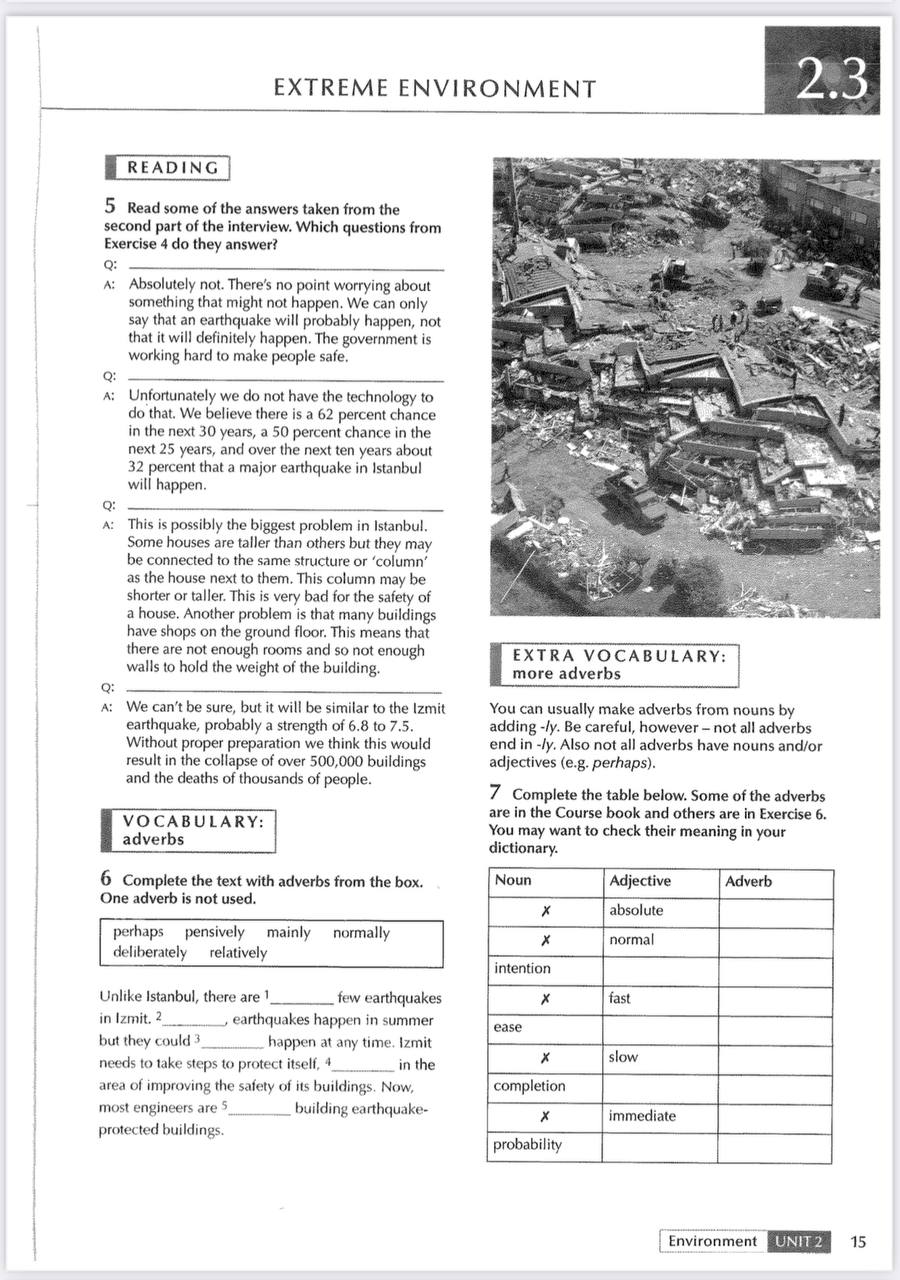 EXTREME ENVIRONMENT
2.3
READING
5 Read some of the answers taken from the
second part of the interview. Which questions from
Exercise 4 do they answer?
Q: ____________
A: Absolutely not. There's no point worrying about
something that might not happen. We can only
say that an earthquake will probably happen, not
that it will definitely happen. The government is
working hard to make people safe.
Q: ____________
A: Unfortunately we do not have the technology to
do that. We believe there is a 62 percent chance
in the next 30 years, a 50 percent chance in the
next 25 years, and over the next ten years about
32 percent that a major earthquake in Istanbul
will happen.
Q: ____________
A: This is possibly the biggest problem in Istanbul.
Some houses are taller than others but they may
be connected to the same structure or 'column'
as the house next to them. This column may be
shorter or taller. This is very bad for the safety of
a house. Another problem is that many buildings
have shops on the ground floor. This means that
there are not enough rooms and so not enough
walls to hold the weight of the building.
Q: ____________
A: We can't be sure, but it will be similar to the Izmit
earthquake, probably a strength of 6.8 to 7.5.
Without proper preparation we think this would
result in the collapse of over 500,000 buildings
and the deaths of thousands of people.
VOCABULARY:
adverbs
6 Complete the text with adverbs from the box.
One adverb is not used.
perhaps pensively mainly normally
deliberately relatively
Unlike Istanbul, there are 1________ few earthquakes
in Izmit. 2________, earthquakes happen in summer
but they could 3________ happen at any time. Izmit
needs to take steps to protect itself, 4________ in the
area of improving the safety of its buildings. Now,
most engineers are 5________ building earthquake-
protected buildings.
EXTRA VOCABULARY:
more adverbs
You can usually make adverbs from nouns by
adding -ly. Be careful, however – not all adverbs
end in -ly. Also not all adverbs have nouns and/or
adjectives (e.g. perhaps).
7 Complete the table below. Some of the adverbs
are in the Course book and others are in Exercise 6.
You may want to check their meaning in your
dictionary.
Noun Adjective Adverb
✗ absolute
✗ normal
intention
✗ fast
ease
✗ slow
completion
✗ immediate
probability
Environment UNIT 2 15